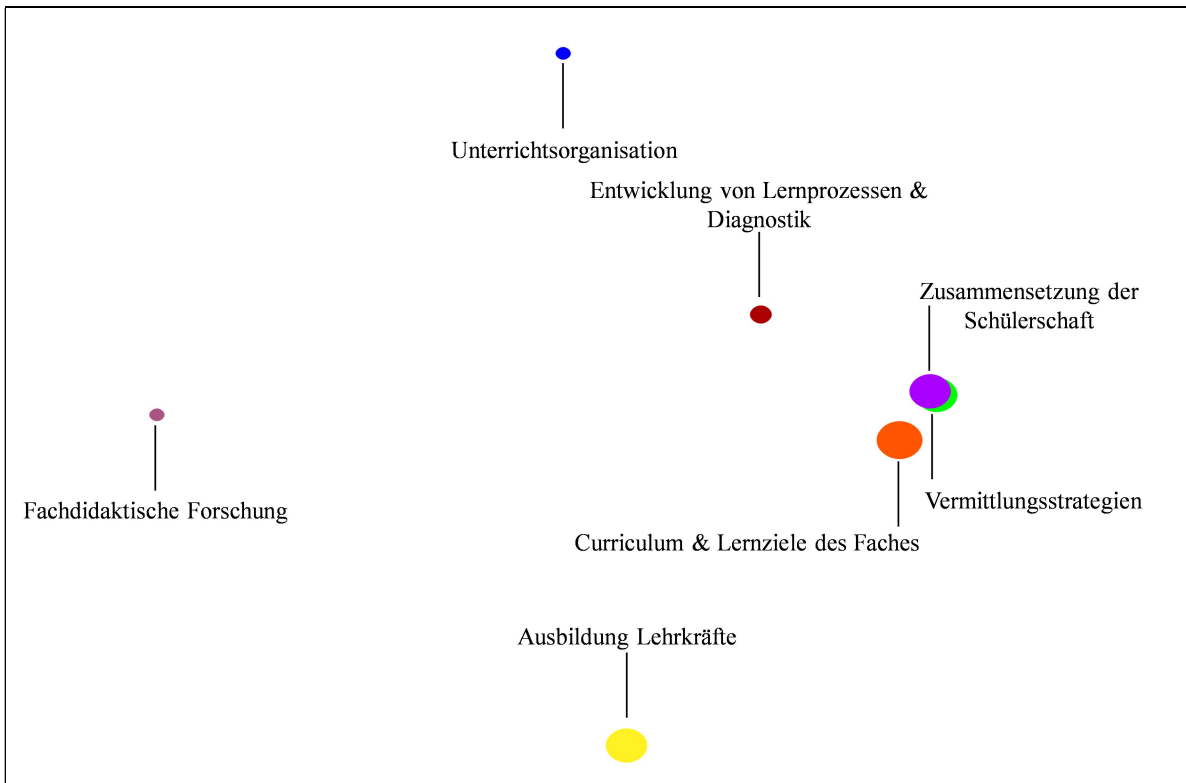 Unterrichtsorganisation
Entwicklung von Lernprozessen &
Diagnostik
Zusammensetzung der
Schülerschaft
Fachdidaktische Forschung
Vermittlungsstrategien
Curriculum & Lernziele des Faches
Ausbildung Lehrkräfte